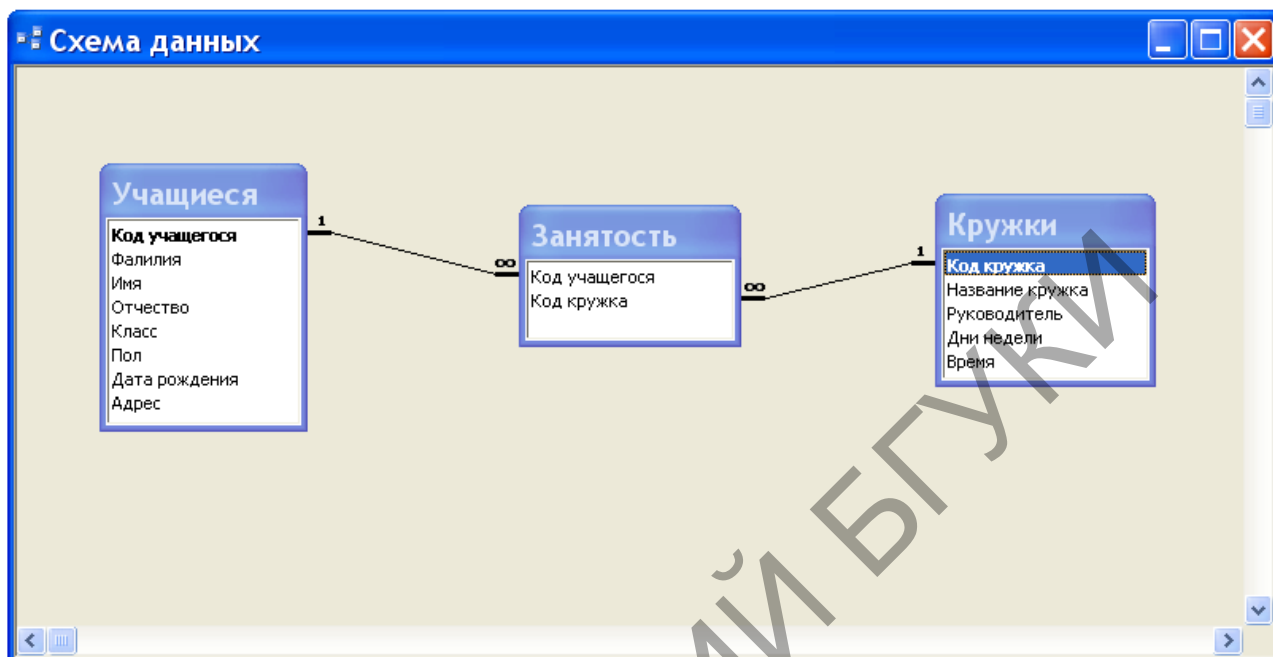 Схема данных
Учащиеся
Код учащегося
Фалилия
Имя
Отчество
Класс
Пол
Дата рождения
Адрес
1
∞
Занятость
Код учащегося
Код кружка
∞
1
Кружки
Код кружка
Название кружка
Руководитель
Дни недели
Время
БГУКИ